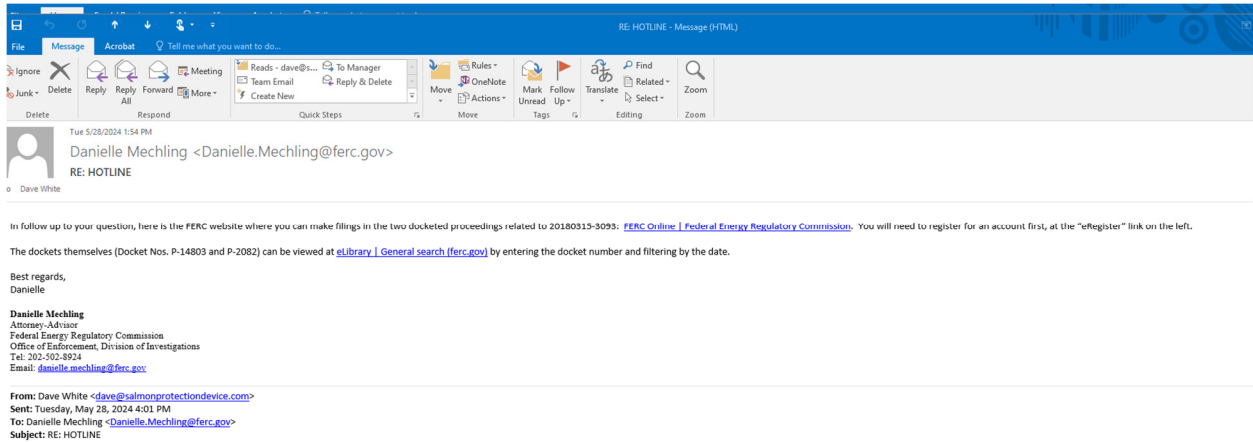 RE: HOTLINE - Message (HTML)
File Message Acrobat Tell me what you want to do...
Ignore
Junk
Delete
Reply
Reply All
Forward
Meeting
More
Reads - dave@s...
Team Email
Create New
To Manager
Reply & Delete
Move
Rules
OneNote
Actions
Mark Unread
Follow Up
Translate
Find
Related
Select
Zoom
Delete Respond Quick Steps Move Tags Editing Zoom
Tue 5/28/2024 1:54 PM
Danielle Mechling <Danielle.Mechling@ferc.gov>
RE: HOTLINE
o Dave White
In follow up to your question, here is the FERC website where you can make filings in the two docketed proceedings related to 20180315-3093: FERC Online | Federal Energy Regulatory Commission. You will need to register for an account first, at the “eRegister” link on the left.
The dockets themselves (Docket Nos. P-14803 and P-2082) can be viewed at eLibrary | General search (ferc.gov) by entering the docket number and filtering by the date.
Best regards,
Danielle
Danielle Mechling
Attorney-Advisor
Federal Energy Regulatory Commission
Office of Enforcement, Division of Investigations
Tel: 202-502-8924
Email: danielle.mechling@ferc.gov
From: Dave White <dave@salmonprotectiondevice.com>
Sent: Tuesday, May 28, 2024 4:01 PM
To: Danielle Mechling <Danielle.Mechling@ferc.gov>
Subject: RE: HOTLINE